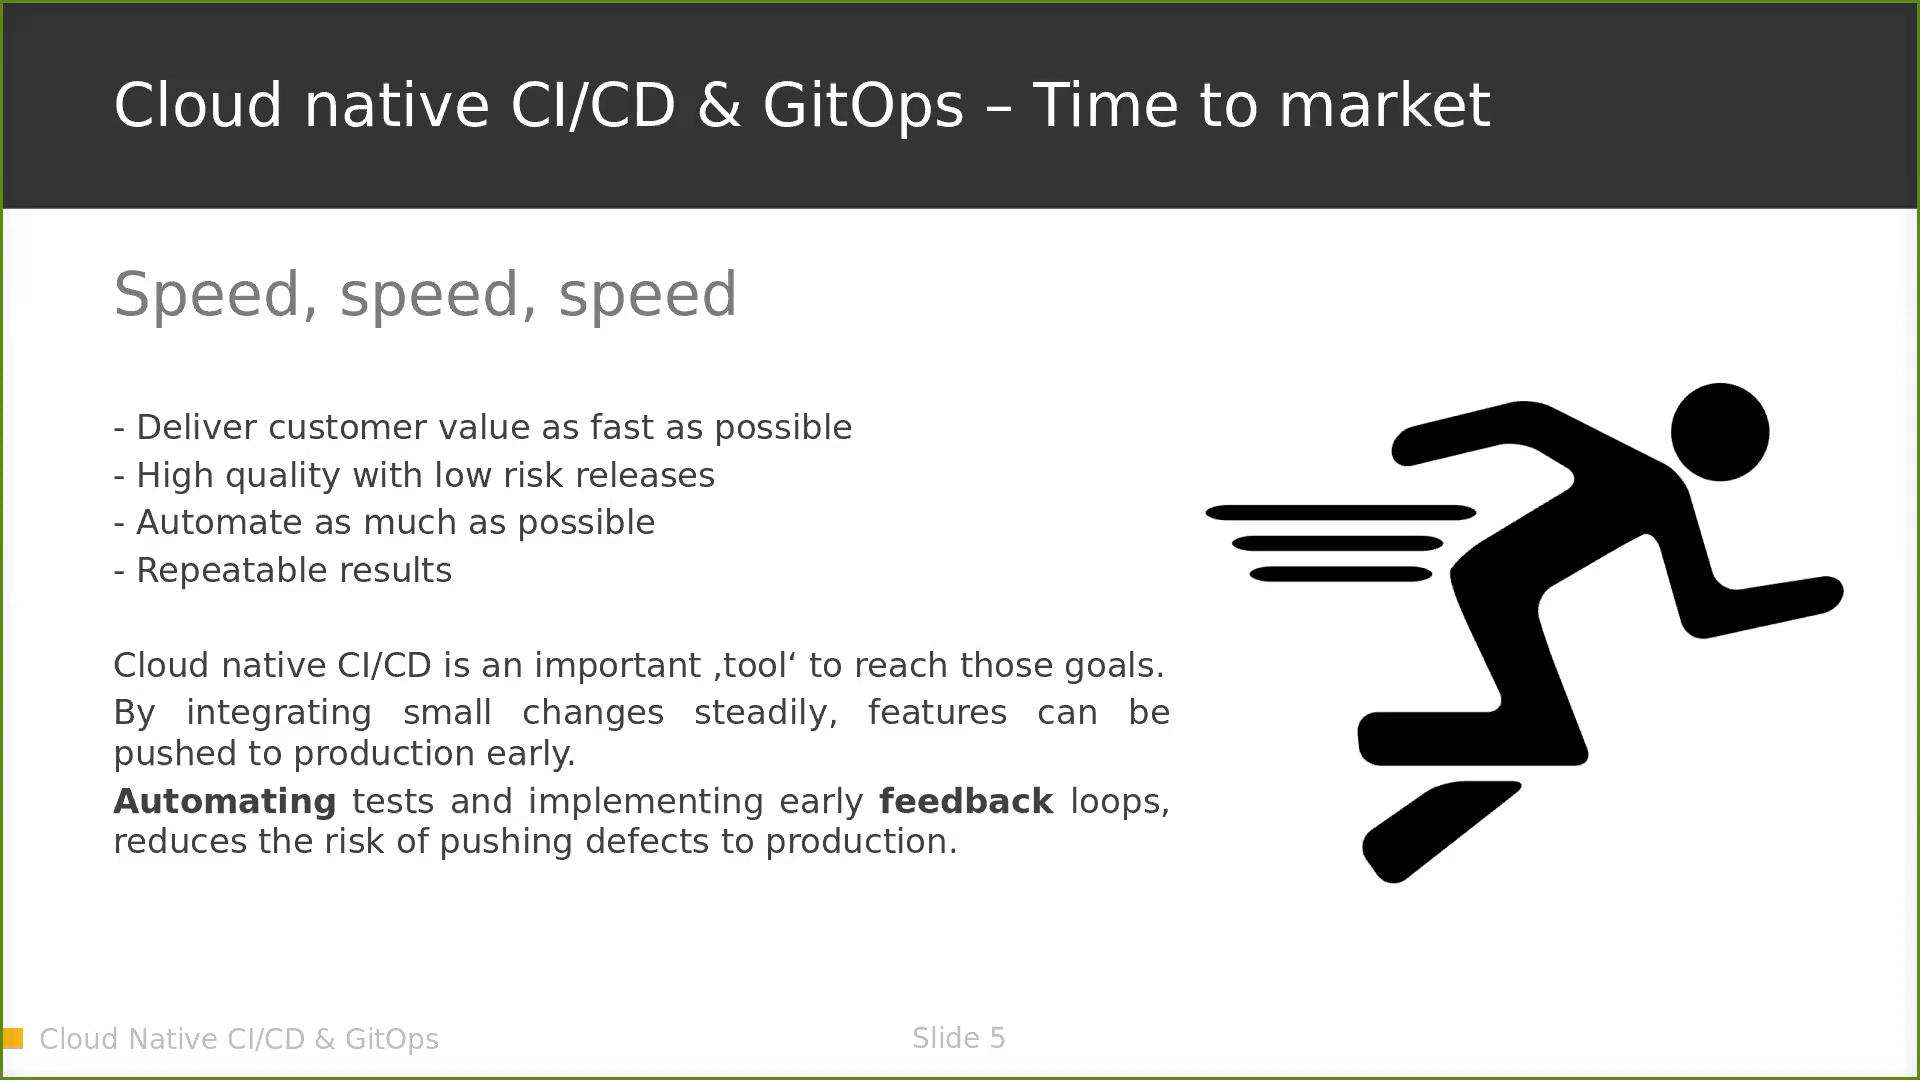 Cloud native CI/CD & GitOps – Time to market
Speed, speed, speed
- Deliver customer value as fast as possible
- High quality with low risk releases
- Automate as much as possible
- Repeatable results
Cloud native CI/CD is an important ‚tool‘ to reach those goals.
By integrating small changes steadily, features can be
pushed to production early.
Automating tests and implementing early feedback loops,
reduces the risk of pushing defects to production.
Cloud Native CI/CD & GitOps
Slide 5